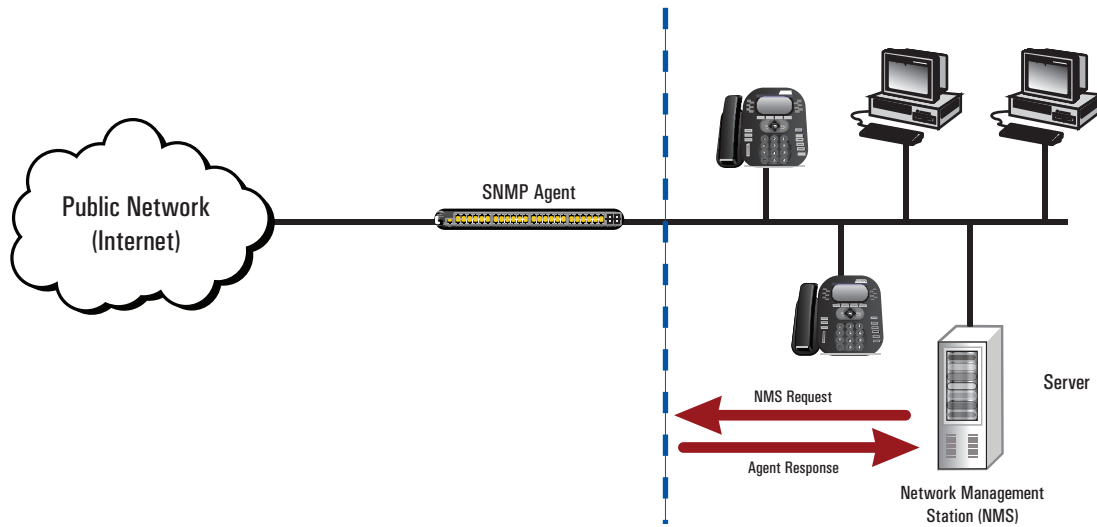 Public Network
(Internet)
SNMP Agent
Server
NMS Request
Agent Response
Network Management
Station (NMS)